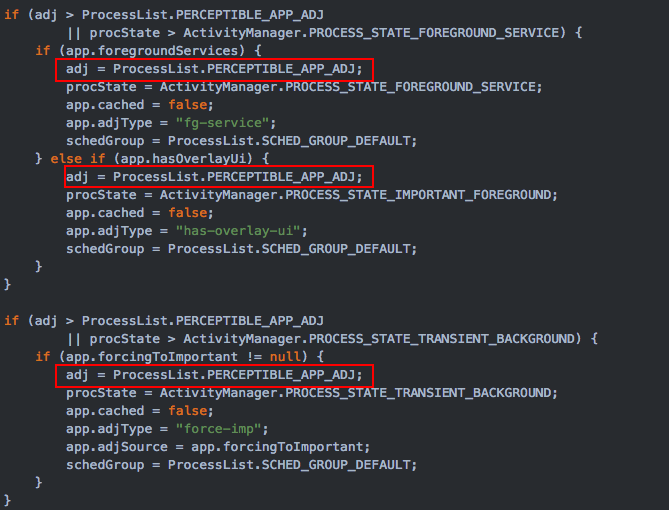 if (adj > ProcessList.PERCEPTIBLE_APP_ADJ
        || procState > ActivityManager.PROCESS_STATE_FOREGROUND_SERVICE) {
    if (app.foregroundServices) {
        adj = ProcessList.PERCEPTIBLE_APP_ADJ;
        procState = ActivityManager.PROCESS_STATE_FOREGROUND_SERVICE;
        app.cached = false;
        app.adjType = "fg-service";
        schedGroup = ProcessList.SCHED_GROUP_DEFAULT;
    } else if (app.hasOverlayUi) {
        adj = ProcessList.PERCEPTIBLE_APP_ADJ;
        procState = ActivityManager.PROCESS_STATE_IMPORTANT_FOREGROUND;
        app.cached = false;
        app.adjType = "has-overlay-ui";
        schedGroup = ProcessList.SCHED_GROUP_DEFAULT;
    }
}

if (adj > ProcessList.PERCEPTIBLE_APP_ADJ
        || procState > ActivityManager.PROCESS_STATE_TRANSIENT_BACKGROUND) {
    if (app.forcingToImportant != null) {
        adj = ProcessList.PERCEPTIBLE_APP_ADJ;
        procState = ActivityManager.PROCESS_STATE_TRANSIENT_BACKGROUND;
        app.cached = false;
        app.adjType = "force-imp";
        app.adjSource = app.forcingToImportant;
        schedGroup = ProcessList.SCHED_GROUP_DEFAULT;
    }
}